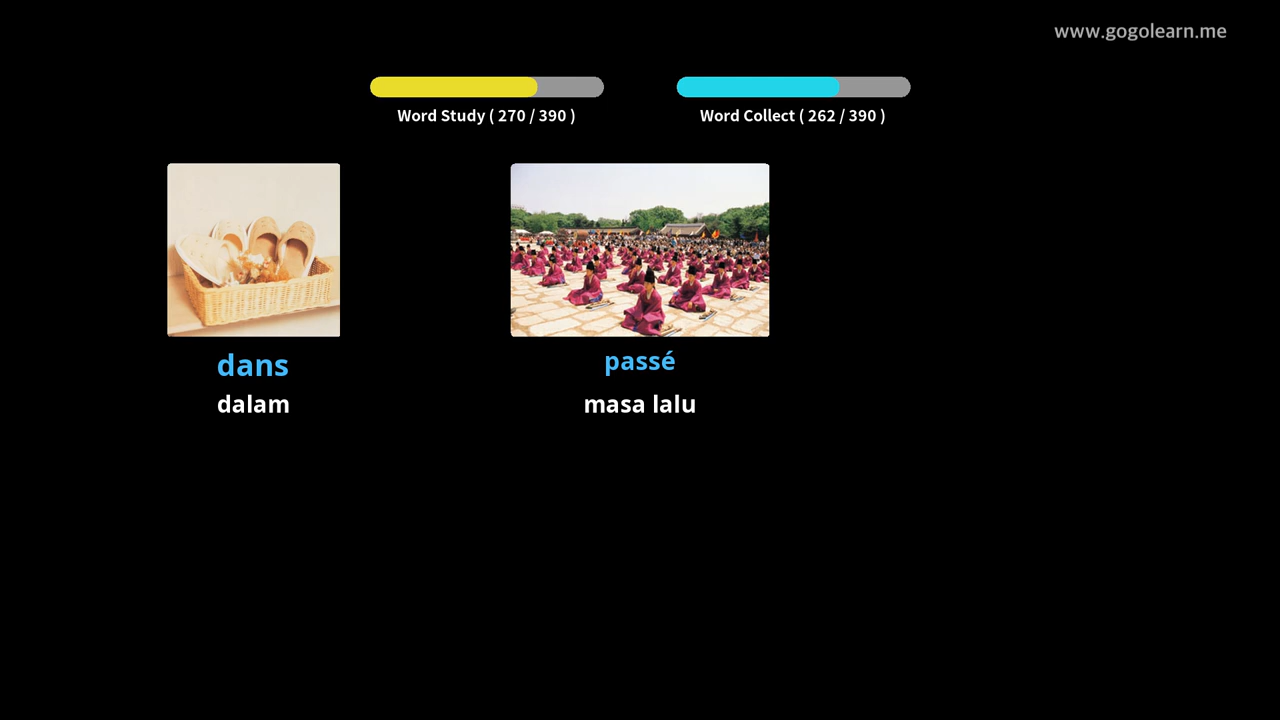 www.gogolearn.me
Word Study ( 270 / 390 )
Word Collect ( 262 / 390 )
dans
dalam
passé
masa lalu